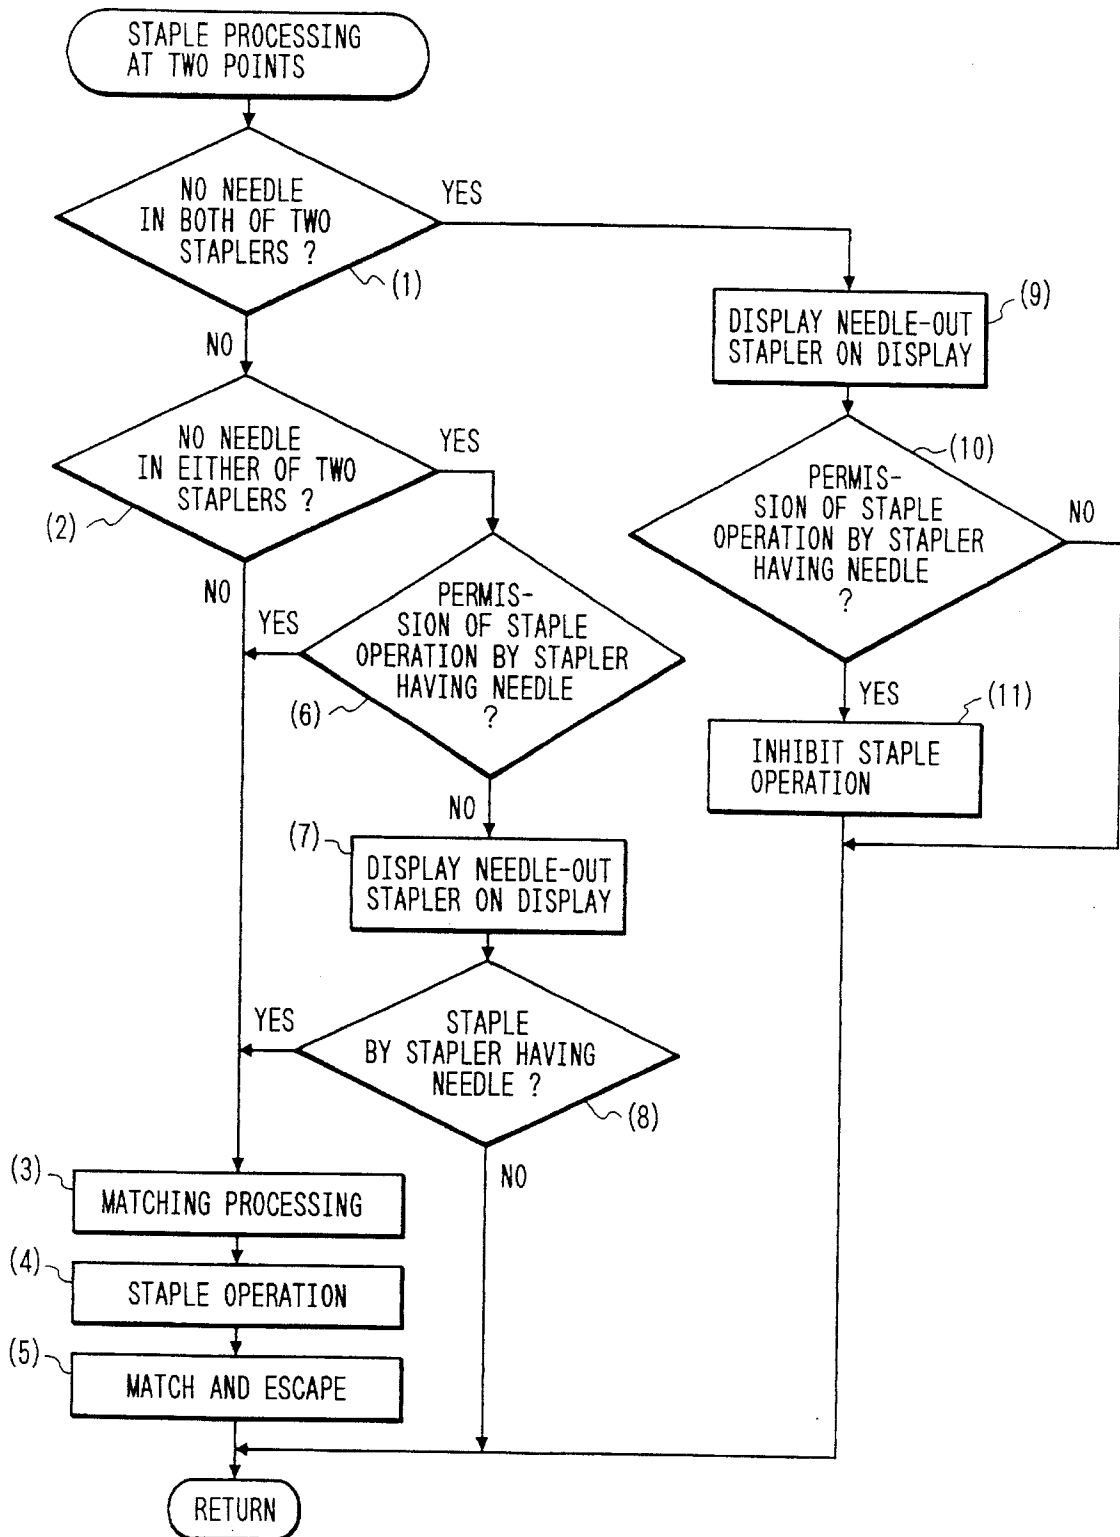 STAPLE PROCESSING
AT TWO POINTS
NO NEEDLE
IN BOTH OF TWO
STAPLERS ?
(1)
YES
NO
NO NEEDLE
IN EITHER OF TWO
STAPLERS ?
(2)
YES
NO
PERMIS-
SION OF STAPLE
OPERATION BY STAPLER
HAVING NEEDLE
?
(6)
YES
NO
(7)
DISPLAY NEEDLE-OUT
STAPLER ON DISPLAY
STAPLE
BY STAPLER HAVING
NEEDLE ?
(8)
YES
NO
(3)
MATCHING PROCESSING
(4)
STAPLE OPERATION
(5)
MATCH AND ESCAPE
RETURN
(9)
DISPLAY NEEDLE-OUT
STAPLER ON DISPLAY
(10)
PERMIS-
SION OF STAPLE
OPERATION BY STAPLER
HAVING NEEDLE
?
NO
YES
(11)
INHIBIT STAPLE
OPERATION